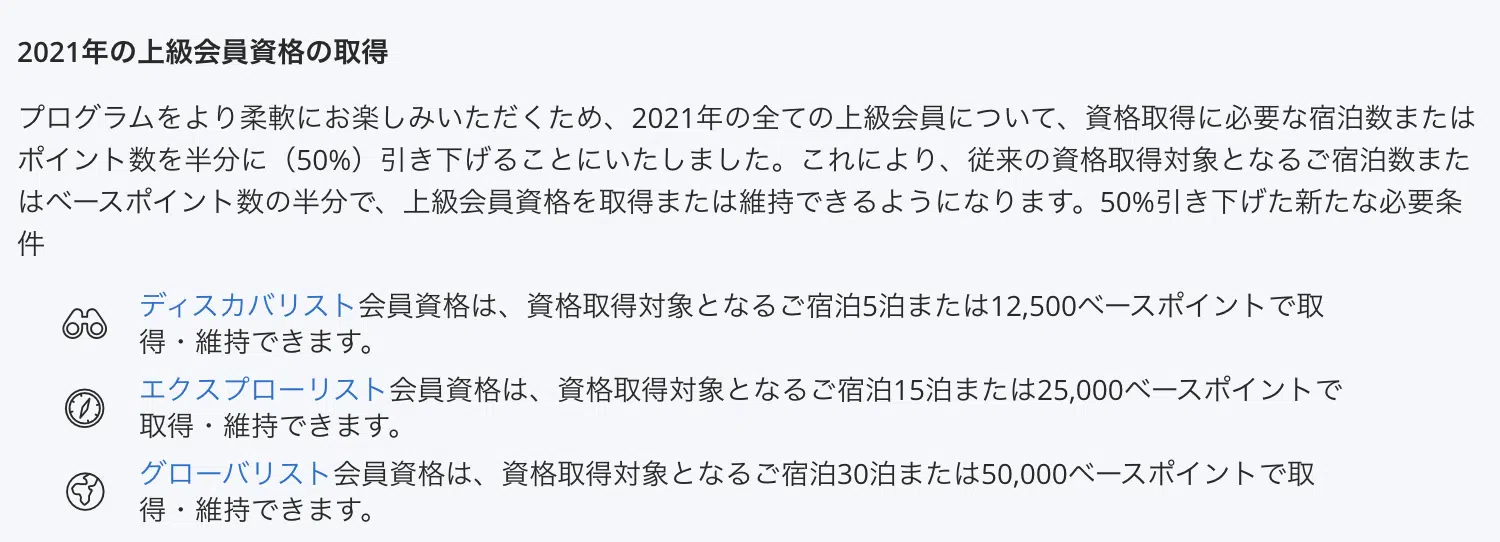 2021年の上級会員資格の取得
プログラムをより柔軟にお楽しみいただくため、2021年の全ての上級会員について、資格取得に必要な宿泊数または
ポイント数を半分に（50%）引き下げることにいたしました。これにより、従来の資格取得対象となるご宿泊数また
はベースポイント数の半分で、上級会員資格を取得または維持できるようになります。50%引き下げた新たな必要条
件
ディスカバリスト会員資格は、資格取得対象となるご宿泊5泊または12,500ベースポイントで取
得・維持できます。
エクスプローリスト会員資格は、資格取得対象となるご宿泊15泊または25,000ベースポイントで
取得・維持できます。
グローバリスト会員資格は、資格取得対象となるご宿泊30泊または50,000ベースポイントで取
得・維持できます。